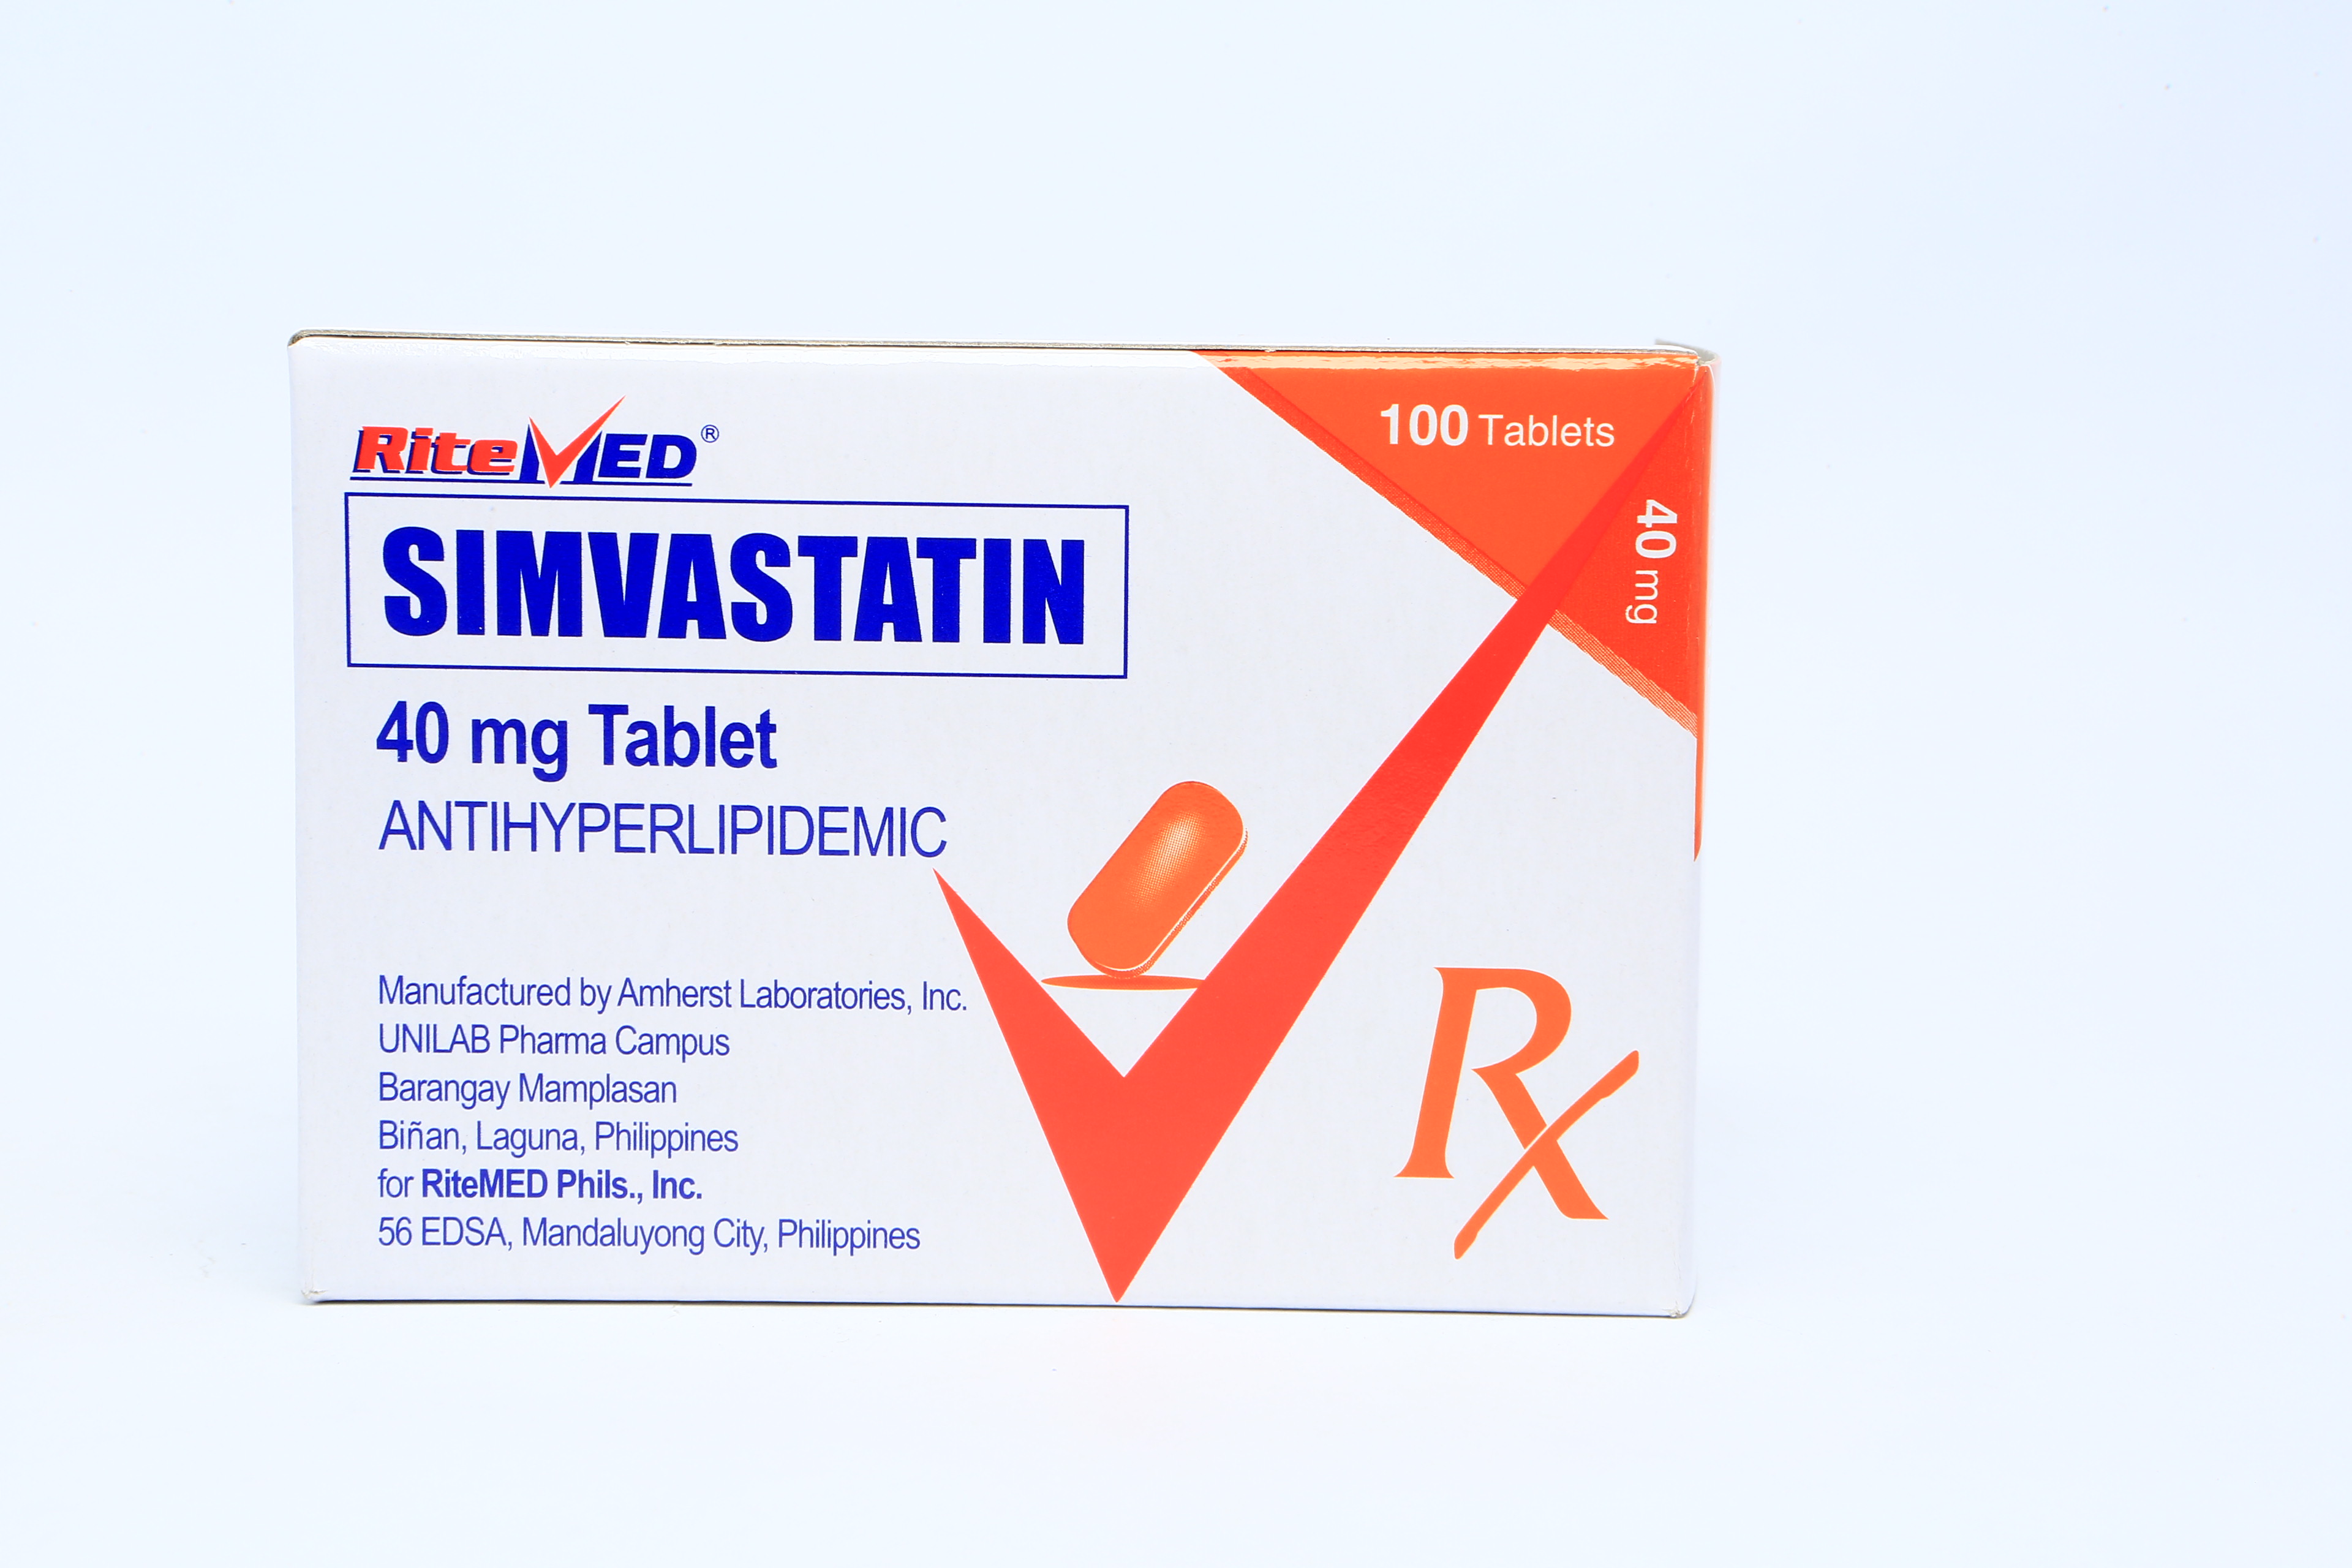 RiteMED®
SIMVASTATIN
40 mg Tablet
ANTIHYPERLIPIDEMIC
Manufactured by Amherst Laboratories, Inc.
UNILAB Pharma Campus
Barangay Mamplasan
Biñan, Laguna, Philippines
for RiteMED Phils., Inc.
56 EDSA, Mandaluyong City, Philippines
100 Tablets
40 mg
Rx